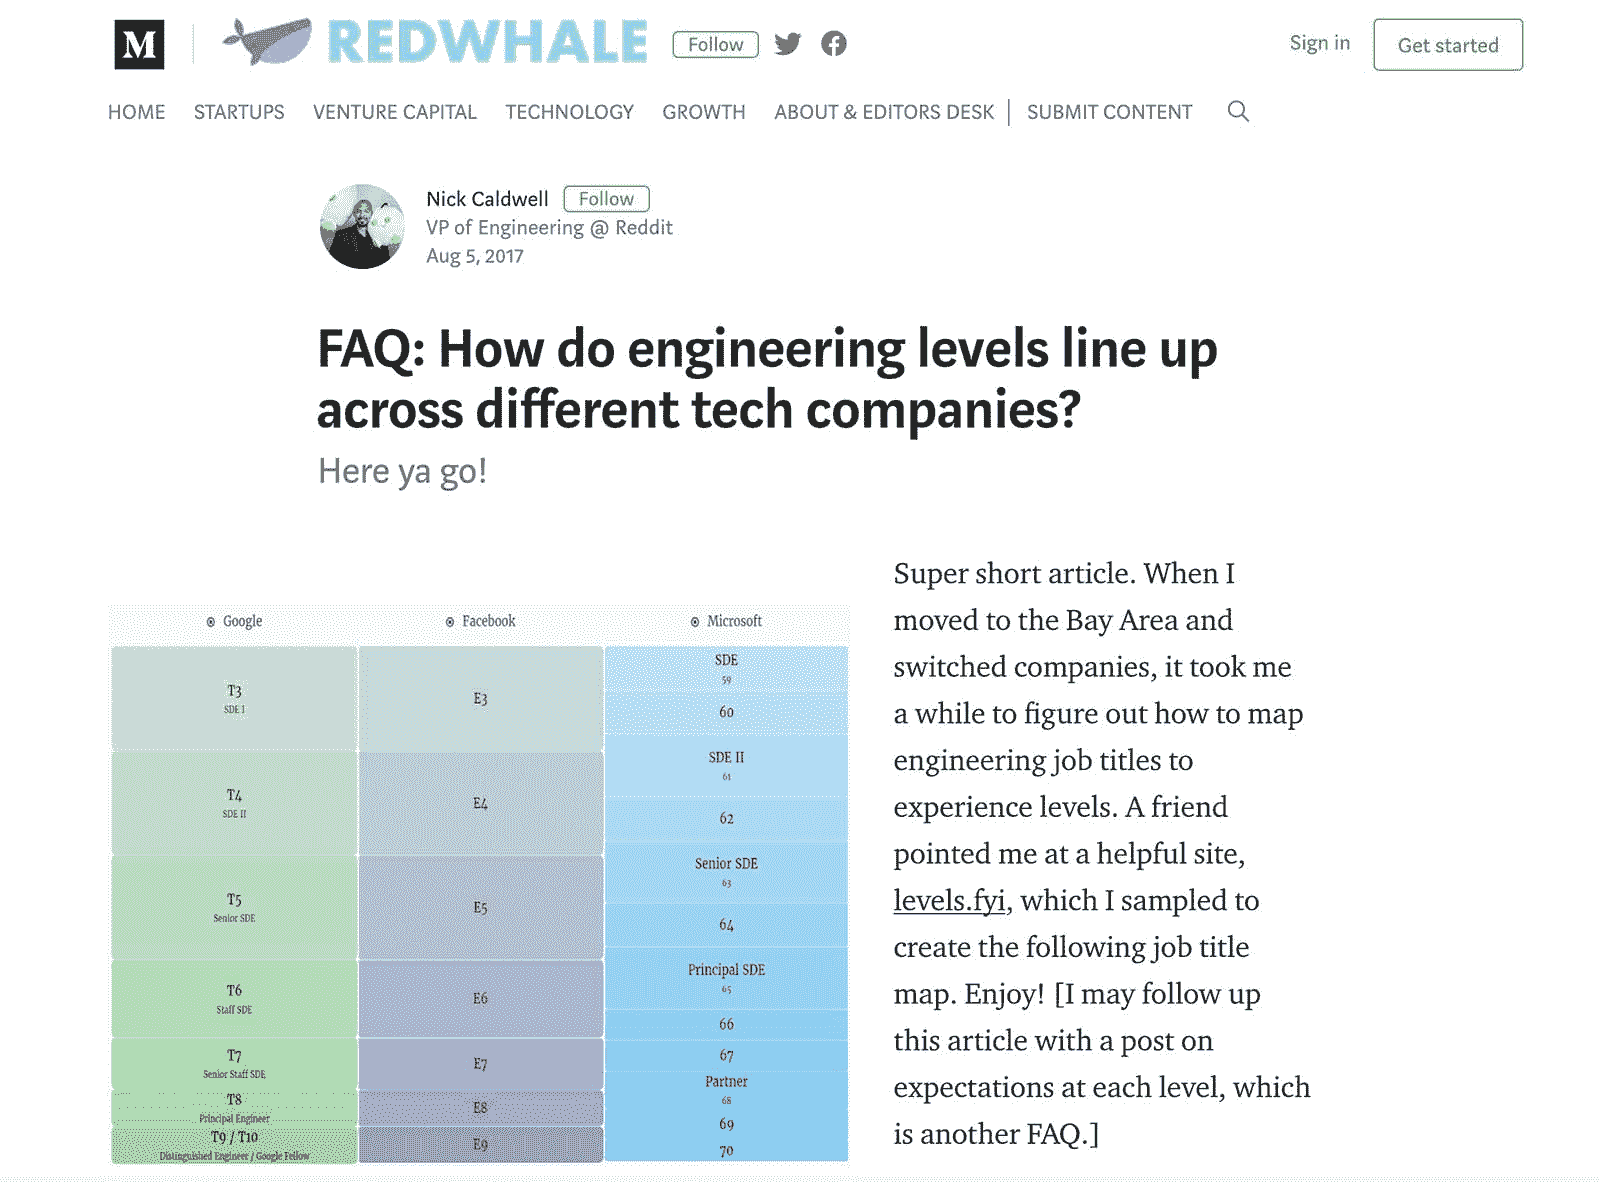 M
REDWHALE
Follow
Sign in
Get started
HOME
STARTUPS
VENTURE CAPITAL
TECHNOLOGY
GROWTH
ABOUT & EDITORS DESK
SUBMIT CONTENT
Nick Caldwell
Follow
VP of Engineering @ Reddit
Aug 5, 2017
FAQ: How do engineering levels line up
across different tech companies?
Here ya go!
Google
T3
SDE I
T4
SDE II
T5
Senior SDE
T6
Staff SDE
T7
Senior Staff SDE
T8
Principal Engineer
T9 / T10
Distinguished Engineer / Google Fellow
Facebook
E3
E4
E5
E6
E7
E8
E9
Microsoft
SDE
59
60
SDE II
61
62
Senior SDE
63
64
Principal SDE
65
66
67
Partner
68
69
70
Super short article. When I
moved to the Bay Area and
switched companies, it took me
a while to figure out how to map
engineering job titles to
experience levels. A friend
pointed me at a helpful site,
levels.fyi, which I sampled to
create the following job title
map. Enjoy! [I may follow up
this article with a post on
expectations at each level, which
is another FAQ.]